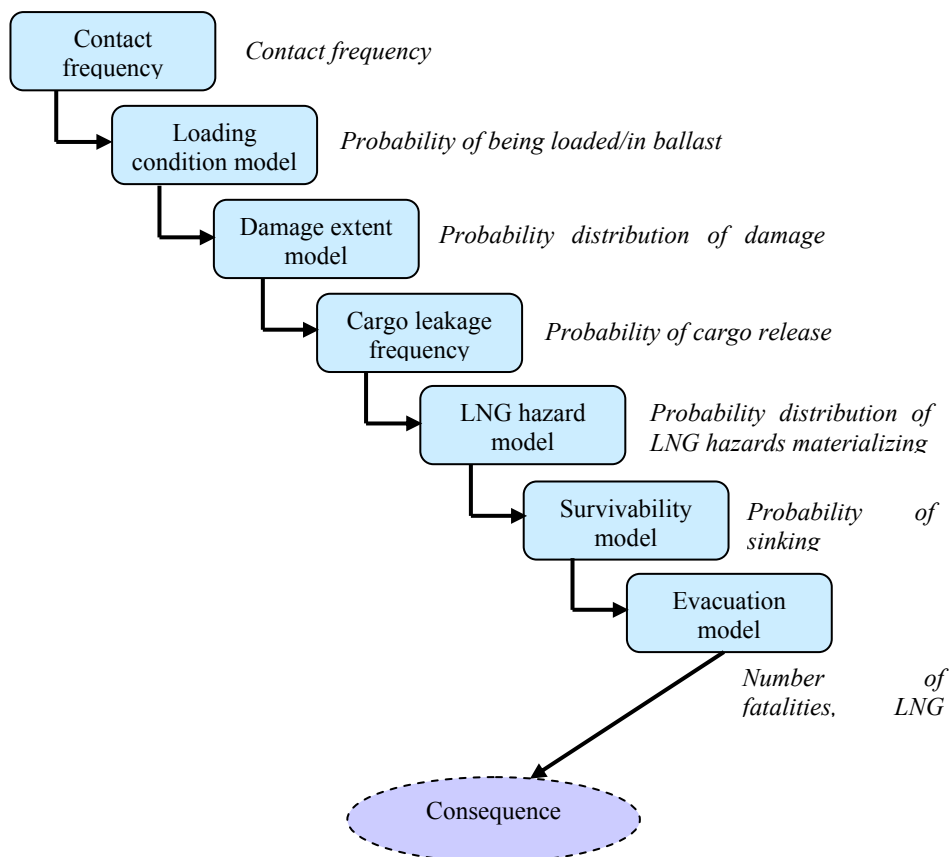 Contact
frequency
Contact frequency
Loading
condition model
Probability of being loaded/in ballast
Damage extent
model
Probability distribution of damage
Cargo leakage
frequency
Probability of cargo release
LNG hazard
model
Probability distribution of
LNG hazards materializing
Survivability
model
Probability of
sinking
Evacuation
model
Number of
fatalities, LNG
Consequence